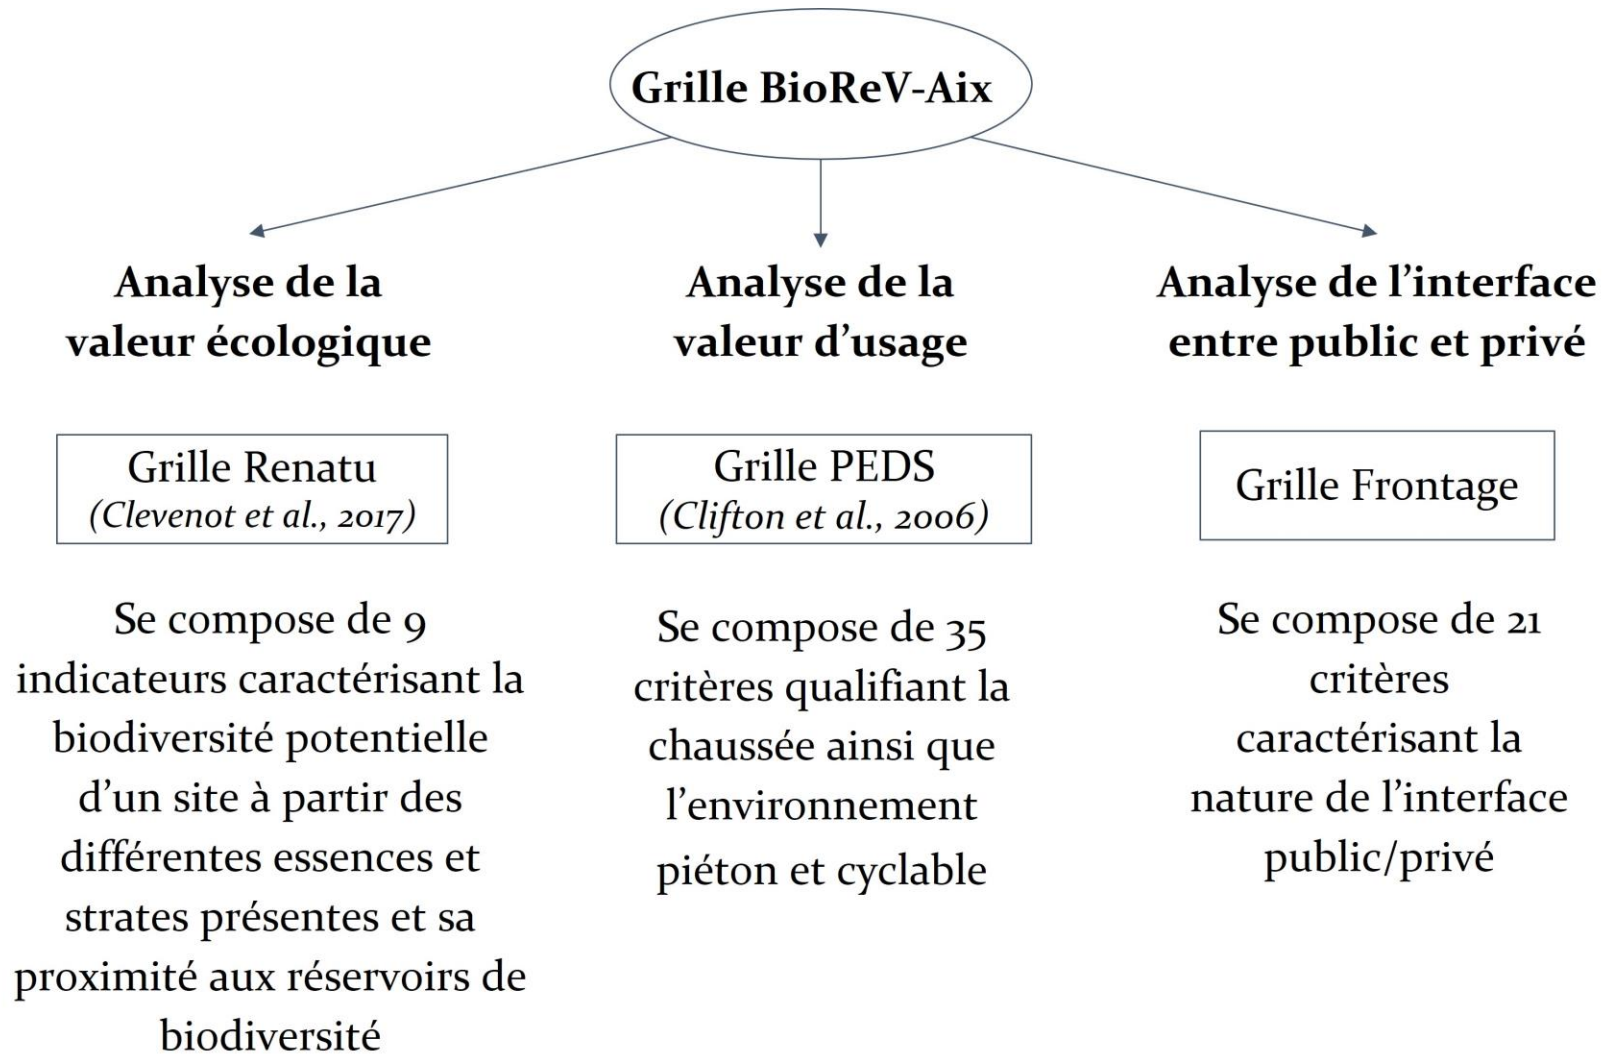 Grille BioReV-Aix
Analyse de la
valeur écologique
Grille Renatu
(Clevenot et al., 2017)
Se compose de 9
indicateurs caractérisant la
biodiversité potentielle
d’un site à partir des
différentes essences et
strates présentes et sa
proximité aux réservoirs de
biodiversité
Analyse de la
valeur d’usage
Grille PEDS
(Clifton et al., 2006)
Se compose de 35
critères qualifiant la
chaussée ainsi que
l’environnement
piéton et cyclable
Analyse de l’interface
entre public et privé
Grille Frontage
Se compose de 21
critères
caractérisant la
nature de l’interface
public/privé